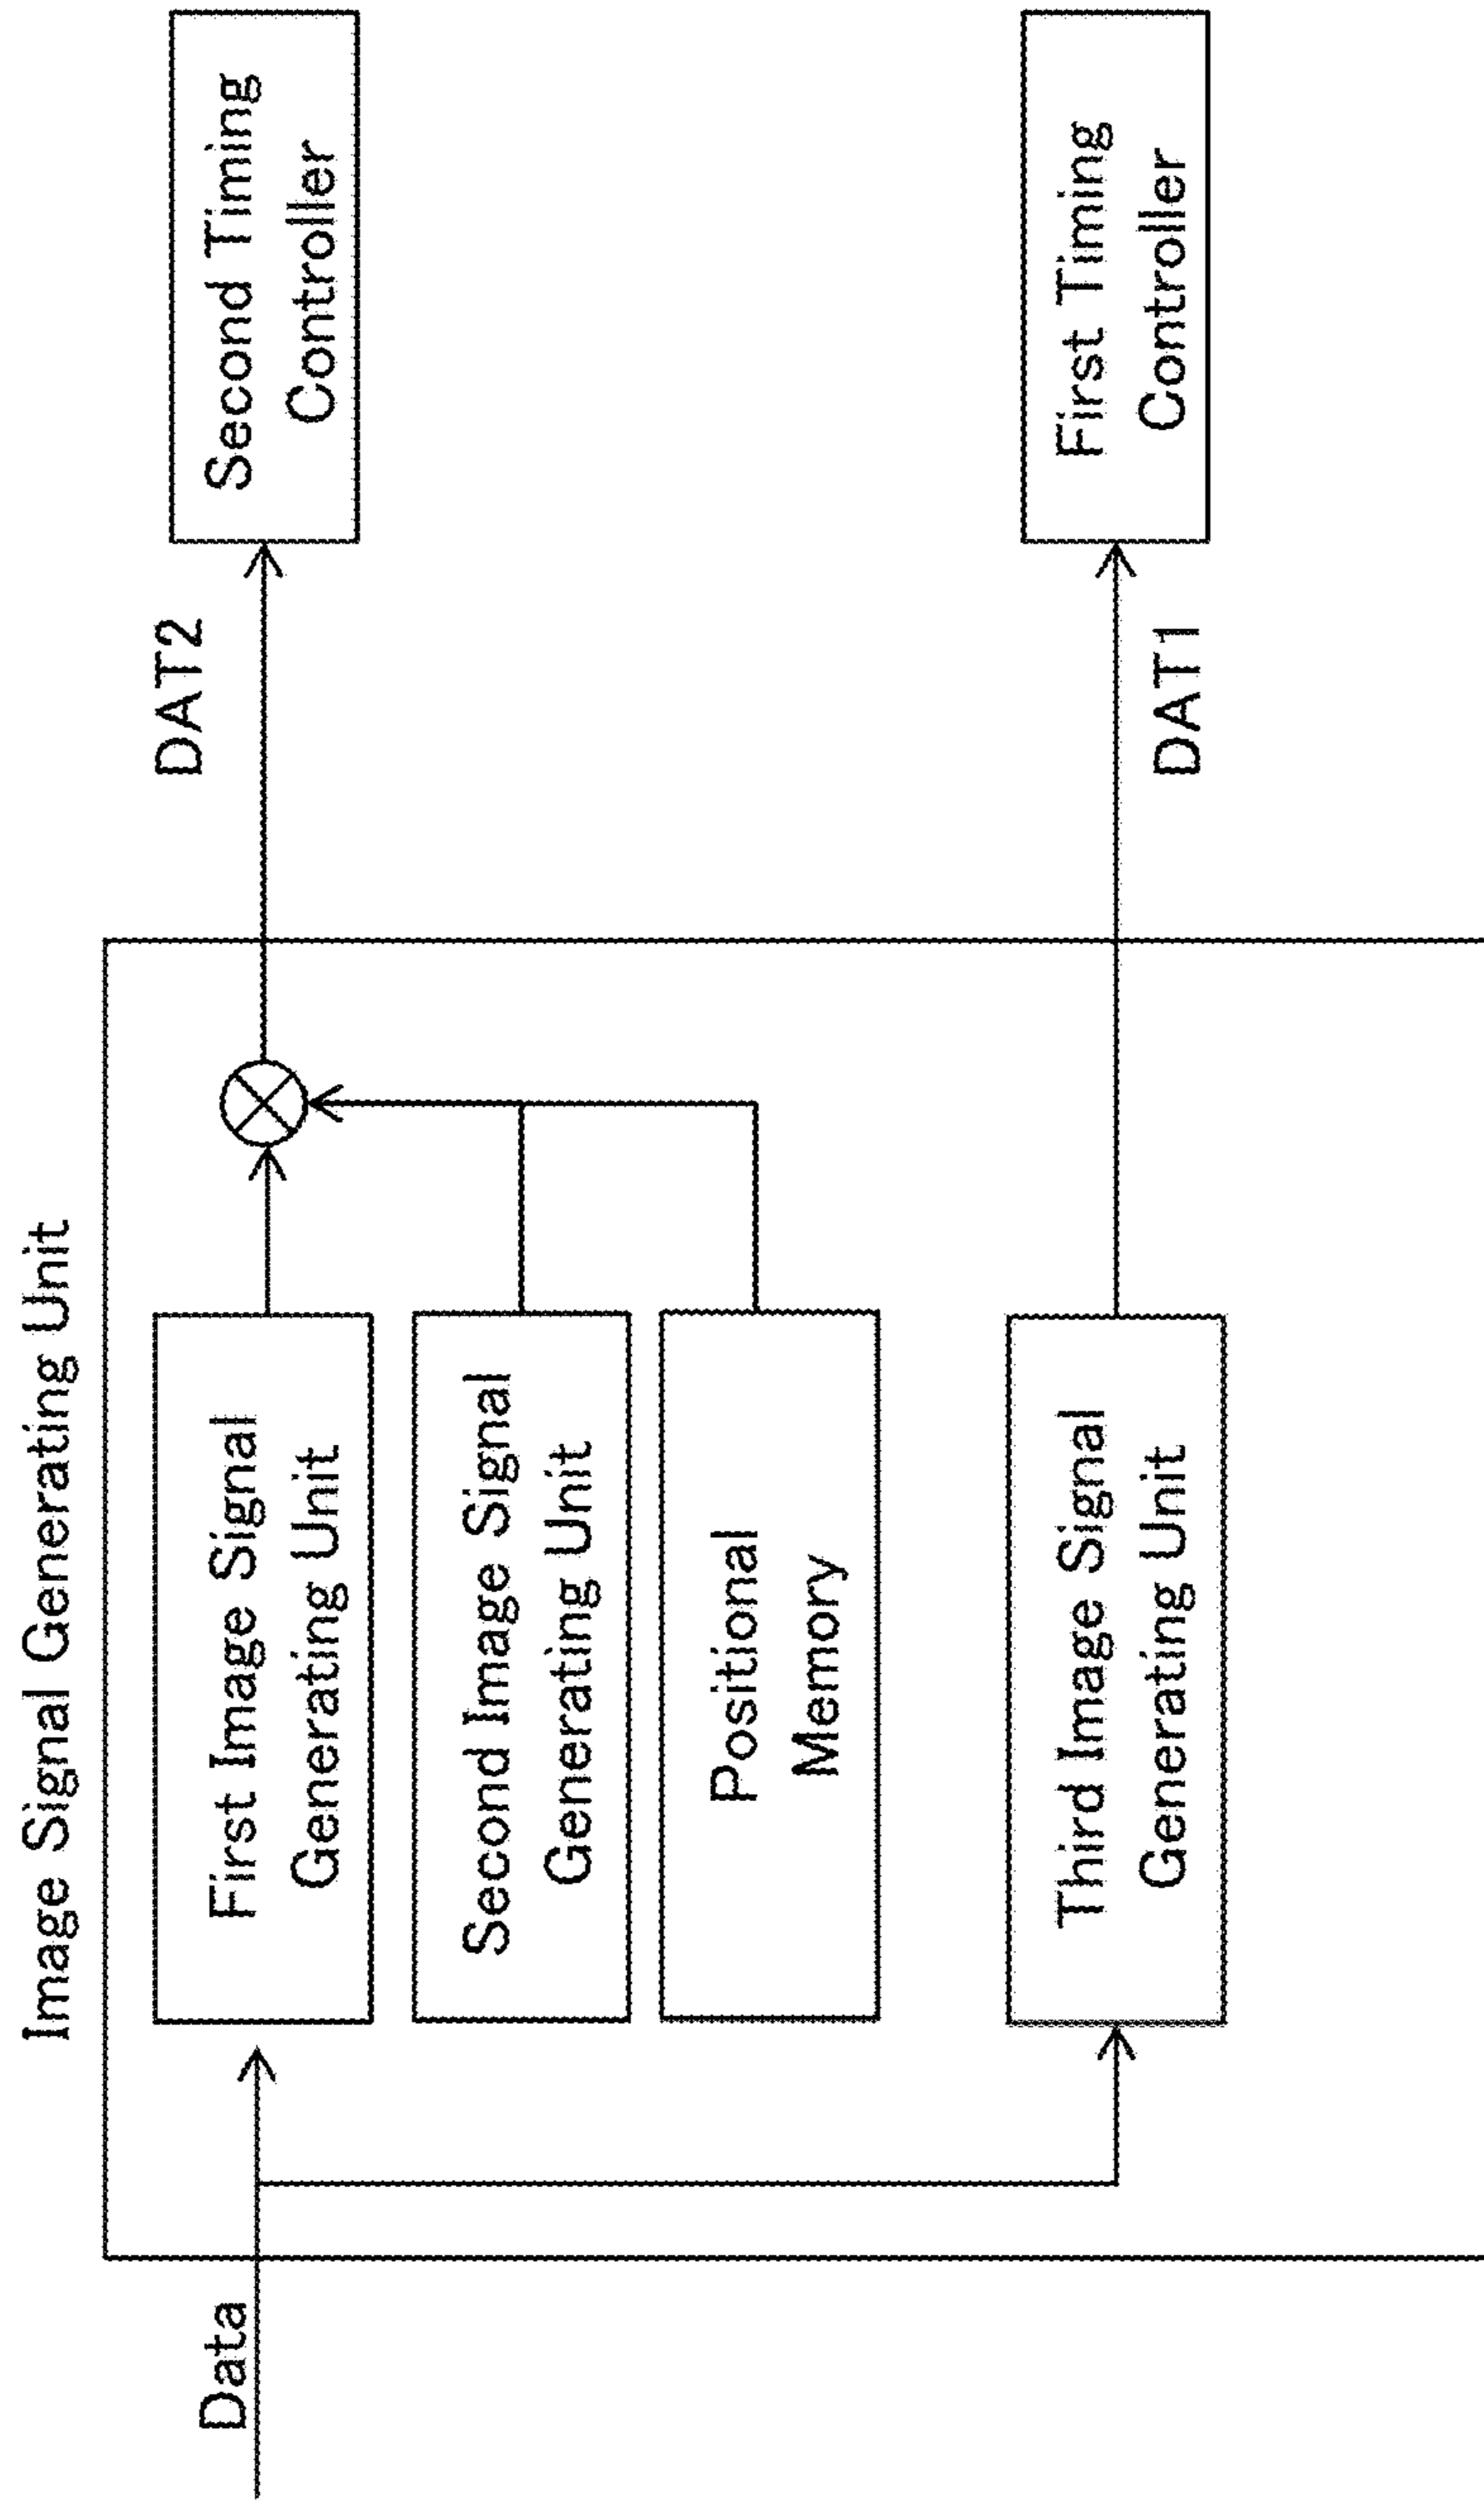 Image Signal Generating Unit
Data
First Image Signal
Generating Unit
Second Image Signal
Generating Unit
Positional
Memory
Third Image Signal
Generating Unit
DAT2
Second Timing
Controller
DAT1
First Timing
Controller